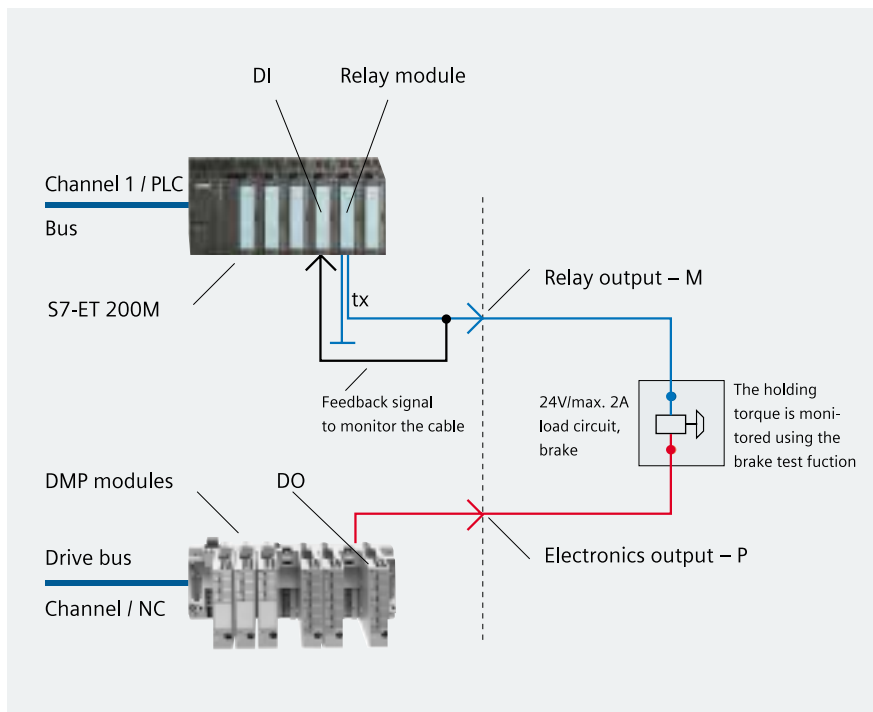 DI
Relay module
Channel 1 / PLC
Bus
S7-ET 200M
tx
Relay output – M
Feedback signal
to monitor the cable
24V/max. 2A
load circuit,
brake
The holding
torque is moni-
tored using the
brake test fuction
DMP modules
DO
Drive bus
Channel / NC
Electronics output – P